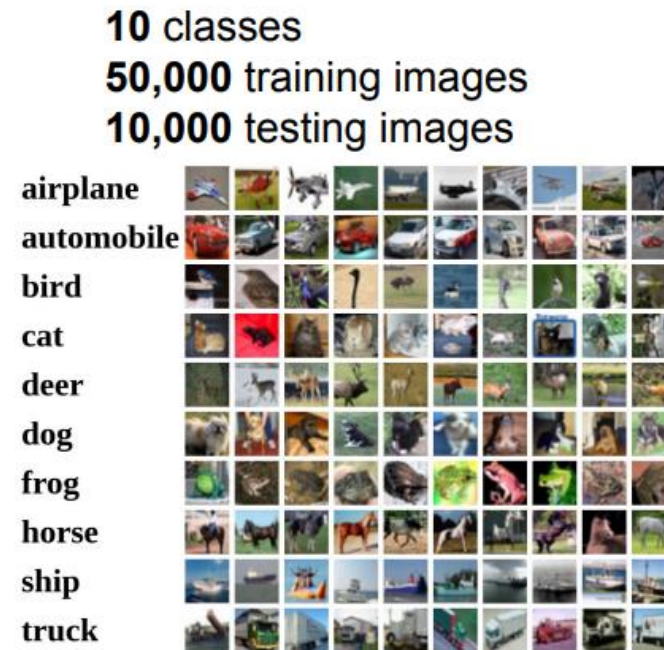 10 classes
50,000 training images
10,000 testing images
airplane
automobile
bird
cat
deer
dog
frog
horse
ship
truck